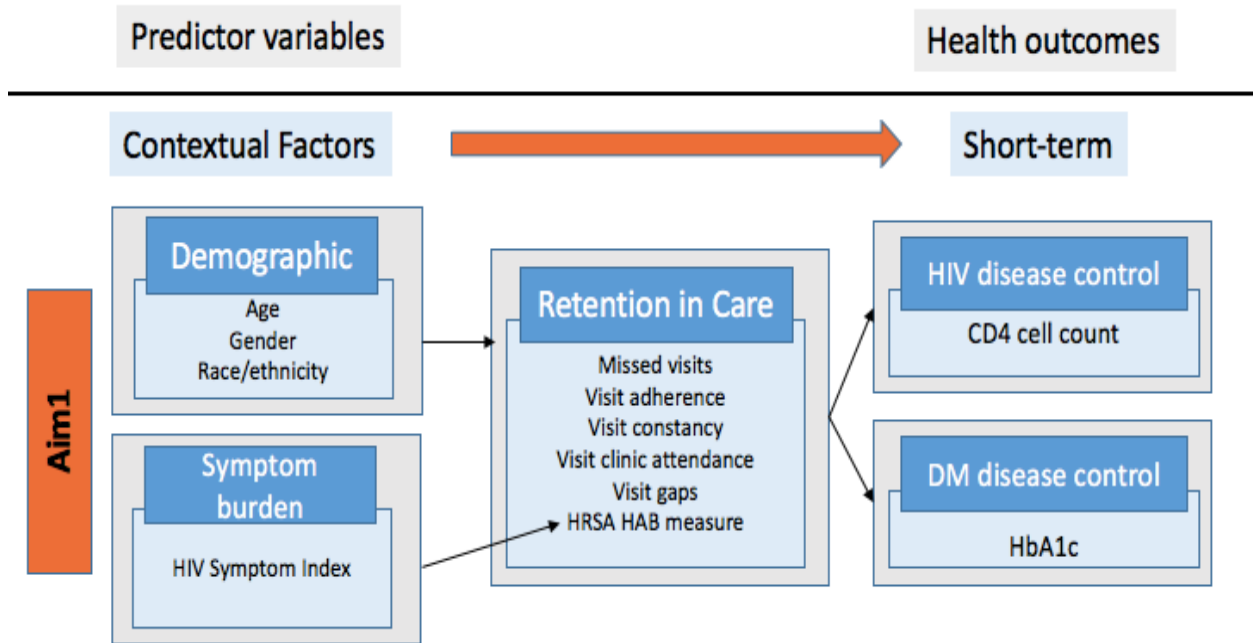 Predictor variables
Health outcomes
Contextual Factors
Short-term
Aim1
Demographic
Age
Gender
Race/ethnicity
Symptom
burden
HIV Symptom Index
Retention in Care
Missed visits
Visit adherence
Visit constancy
Visit clinic attendance
Visit gaps
HRSA HAB measure
HIV disease control
CD4 cell count
DM disease control
HbA1c